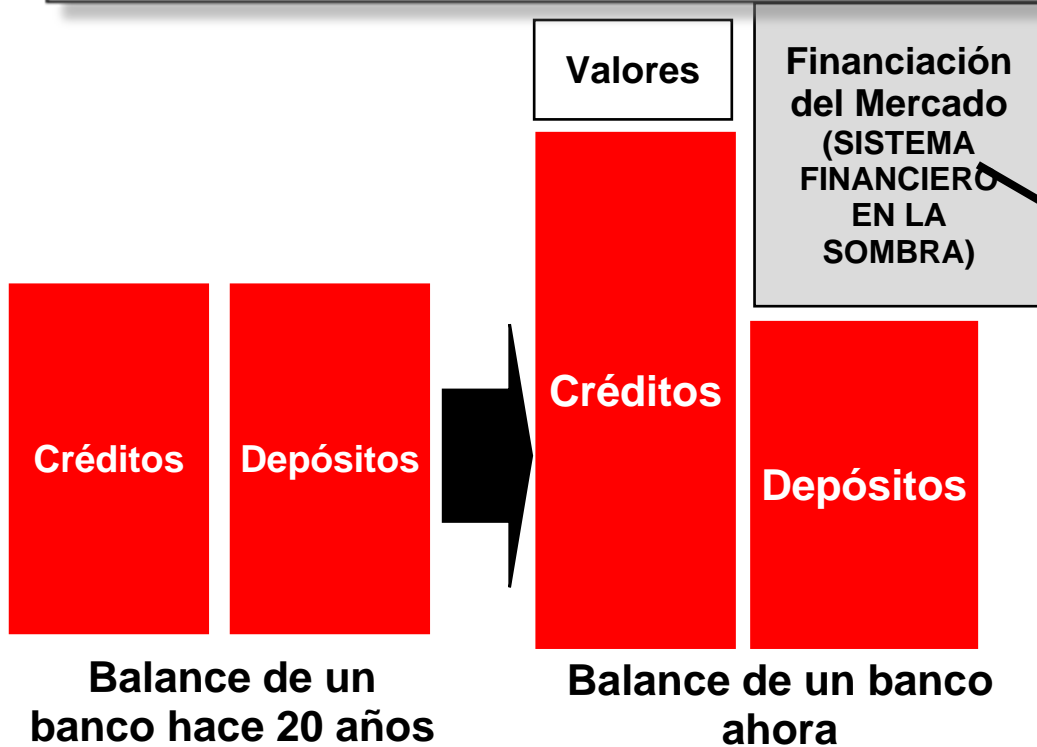 Valores
Financiación
del Mercado
(SISTEMA
FINANCIERO
EN LA
SOMBRA)
Créditos
Depósitos
Créditos
Depósitos
Balance de un
banco hace 20 años
Balance de un banco
ahora